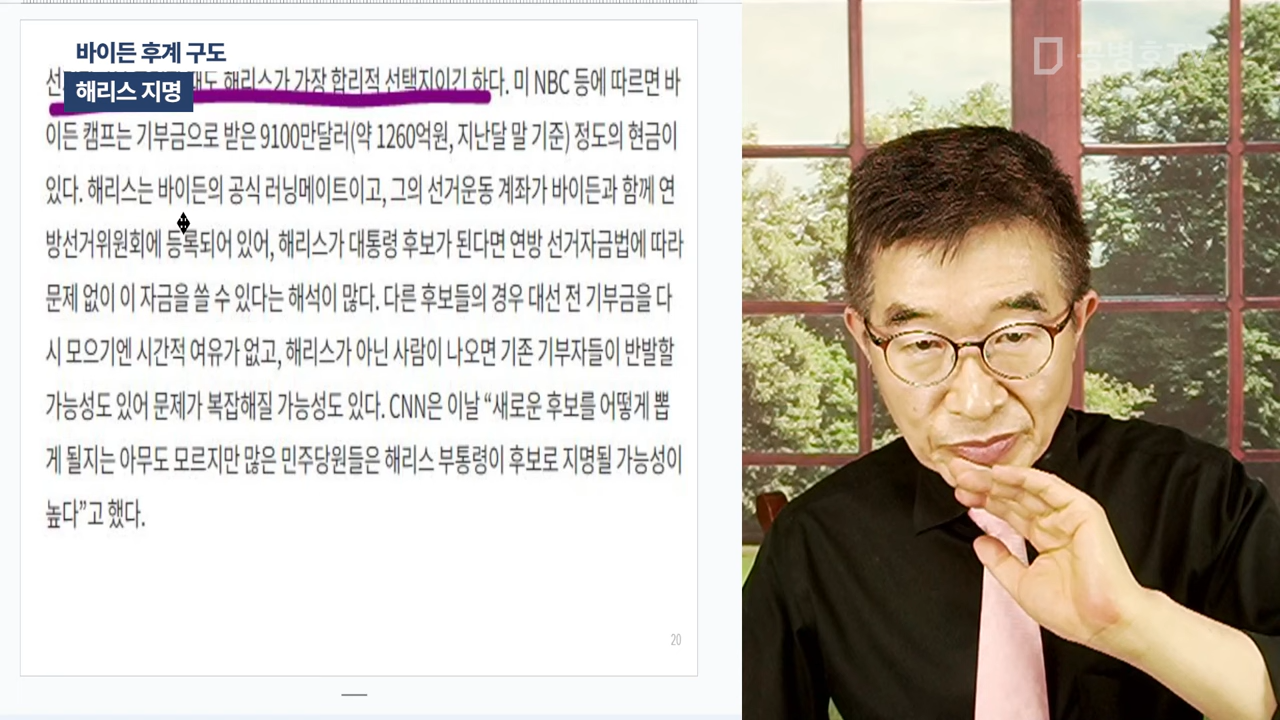 바이든 후계 구도
해리스 지명
해리스가 가장 합리적 선택지이긴 하다. 미 NBC 등에 따르면 바
이든 캠프는 기부금으로 받은 9100만달러(약 1260억원, 지난달 말 기준) 정도의 현금이
있다. 해리스는 바이든의 공식 러닝메이트이고, 그의 선거운동 계좌가 바이든과 함께 연
방선거위원회에 등록되어 있어, 해리스가 대통령 후보가 된다면 연방 선거자금법에 따라
문제 없이 이 자금을 쓸 수 있다는 해석이 많다. 다른 후보들의 경우 대선 전 기부금을 다
시 모으기엔 시간적 여유가 없고, 해리스가 아닌 사람이 나오면 기존 기부자들이 반발할
가능성도 있어 문제가 복잡해질 가능성도 있다. CNN은 이날 “새로운 후보를 어떻게 뽑
게 될지는 아무도 모르지만 많은 민주당원들은 해리스 부통령이 후보로 지명될 가능성이
높다”고 했다.
20